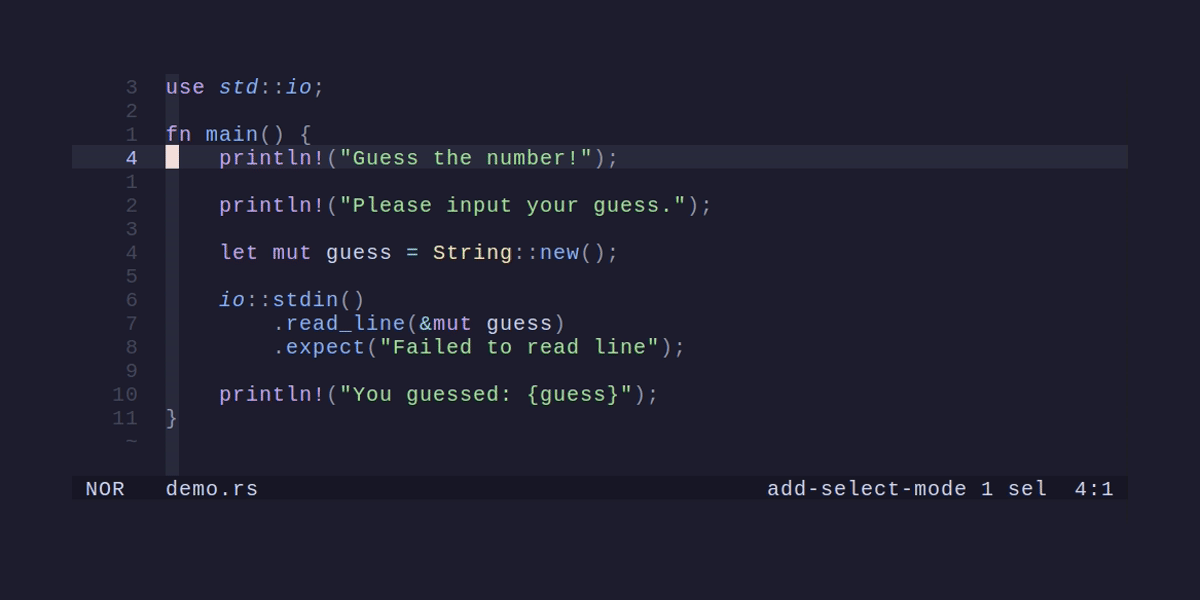 3 use std::io;
2
1 fn main() {
4     println!("Guess the number!");
1
2     println!("Please input your guess.");
3
4     let mut guess = String::new();
5
6     io::stdin()
7         .read_line(&mut guess)
8         .expect("Failed to read line");
9
10     println!("You guessed: {guess}");
11 }
~
NOR demo.rs add-select-mode 1 sel 4:1